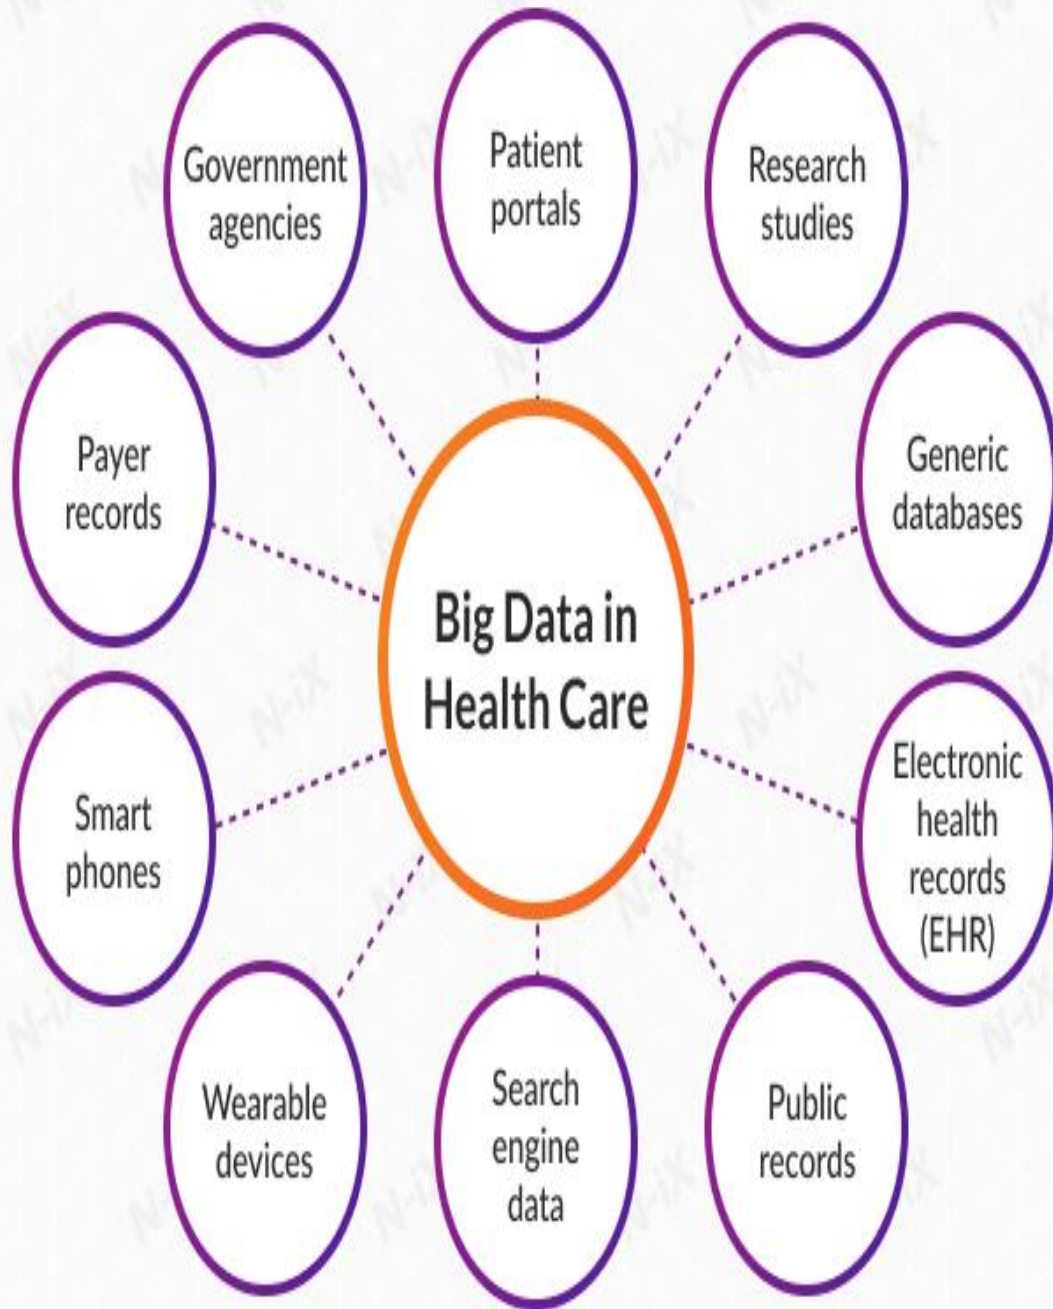 Government
agencies
Patient
portals
Research
studies
Payer
records
Generic
databases
Big Data in
Health Care
Smart
phones
Electronic
health
records
(EHR)
Wearable
devices
Search
engine
data
Public
records
N-iX